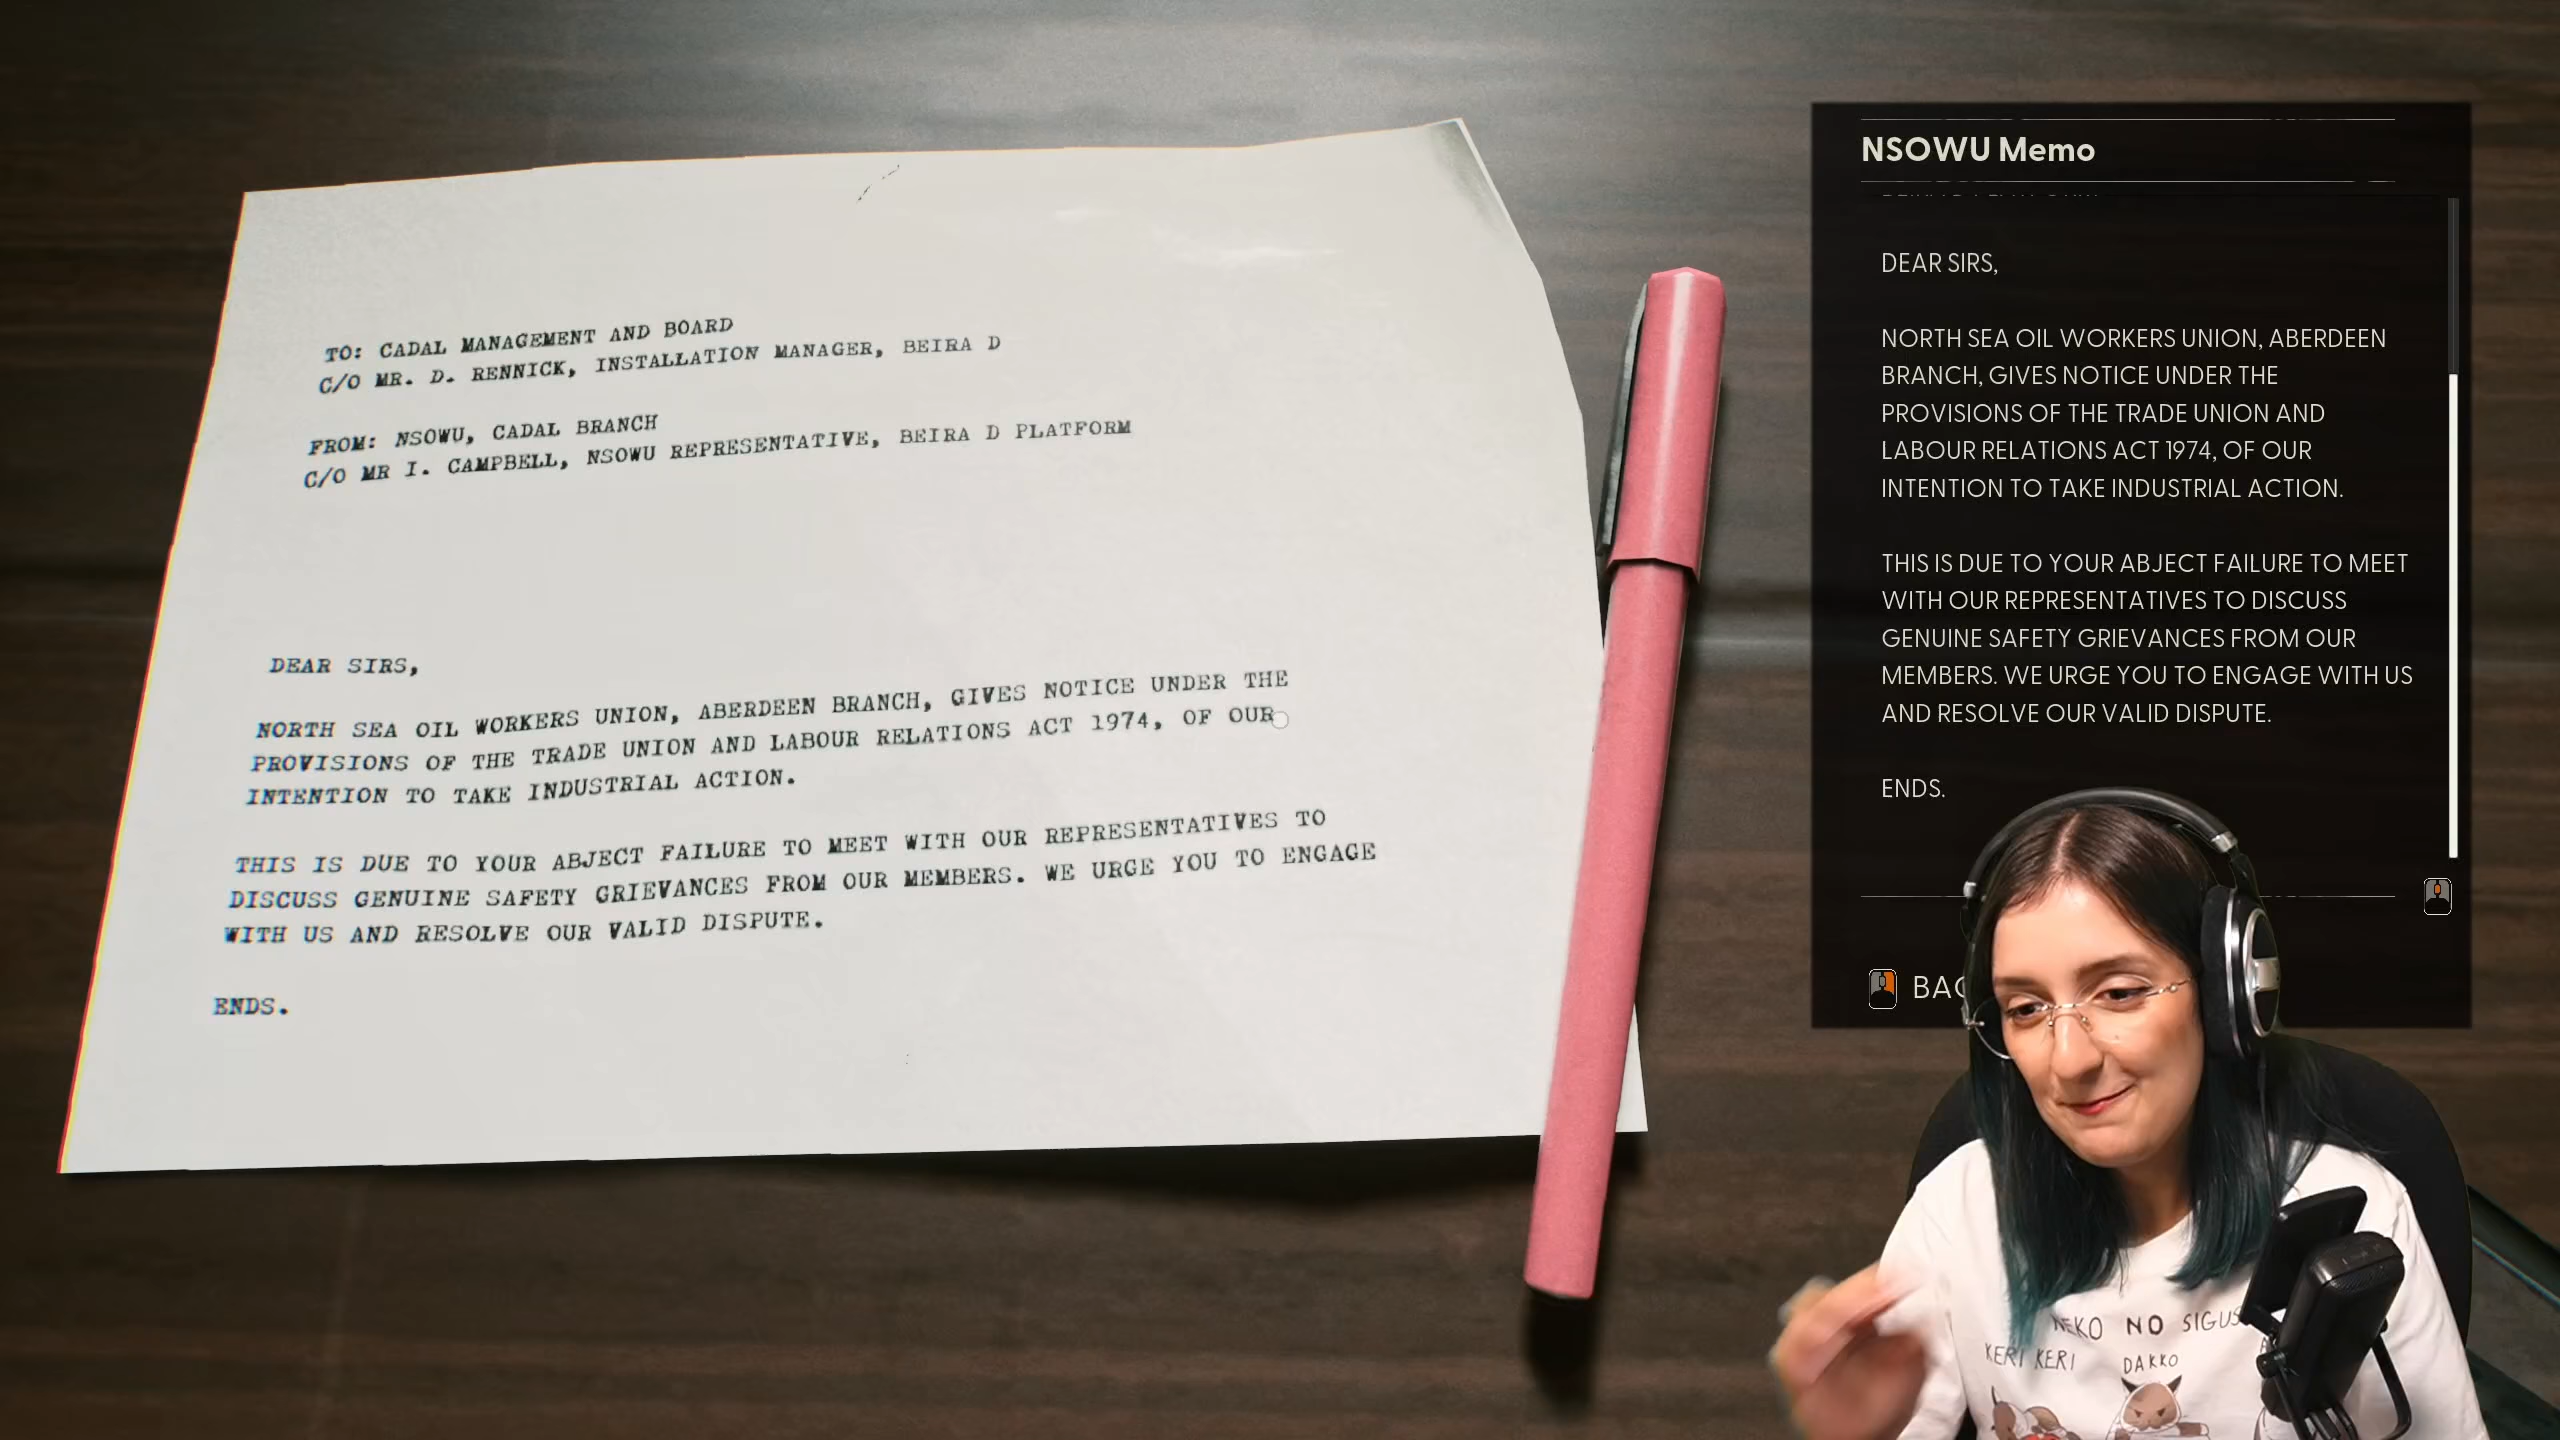 TO: CADAL MANAGEMENT AND BOARD
C/O MR. D. RENNICK, INSTALLATION MANAGER, BEIRA D
FROM: NSOWU, CADAL BRANCH
C/O MR I. CAMPBELL, NSOWU REPRESENTATIVE, BEIRA D PLATFORM
DEAR SIRS,
NORTH SEA OIL WORKERS UNION, ABERDEEN BRANCH, GIVES NOTICE UNDER THE
PROVISIONS OF THE TRADE UNION AND LABOUR RELATIONS ACT 1974, OF OUR
INTENTION TO TAKE INDUSTRIAL ACTION.
THIS IS DUE TO YOUR ABJECT FAILURE TO MEET WITH OUR REPRESENTATIVES TO
DISCUSS GENUINE SAFETY GRIEVANCES FROM OUR MEMBERS. WE URGE YOU TO ENGAGE
WITH US AND RESOLVE OUR VALID DISPUTE.
ENDS.
NSOWU Memo
DEAR SIRS,
NORTH SEA OIL WORKERS UNION, ABERDEEN
BRANCH, GIVES NOTICE UNDER THE
PROVISIONS OF THE TRADE UNION AND
LABOUR RELATIONS ACT 1974, OF OUR
INTENTION TO TAKE INDUSTRIAL ACTION.
THIS IS DUE TO YOUR ABJECT FAILURE TO MEET
WITH OUR REPRESENTATIVES TO DISCUSS
GENUINE SAFETY GRIEVANCES FROM OUR
MEMBERS. WE URGE YOU TO ENGAGE WITH US
AND RESOLVE OUR VALID DISPUTE.
ENDS.
NEKO NO
KERI KERI DAKKO